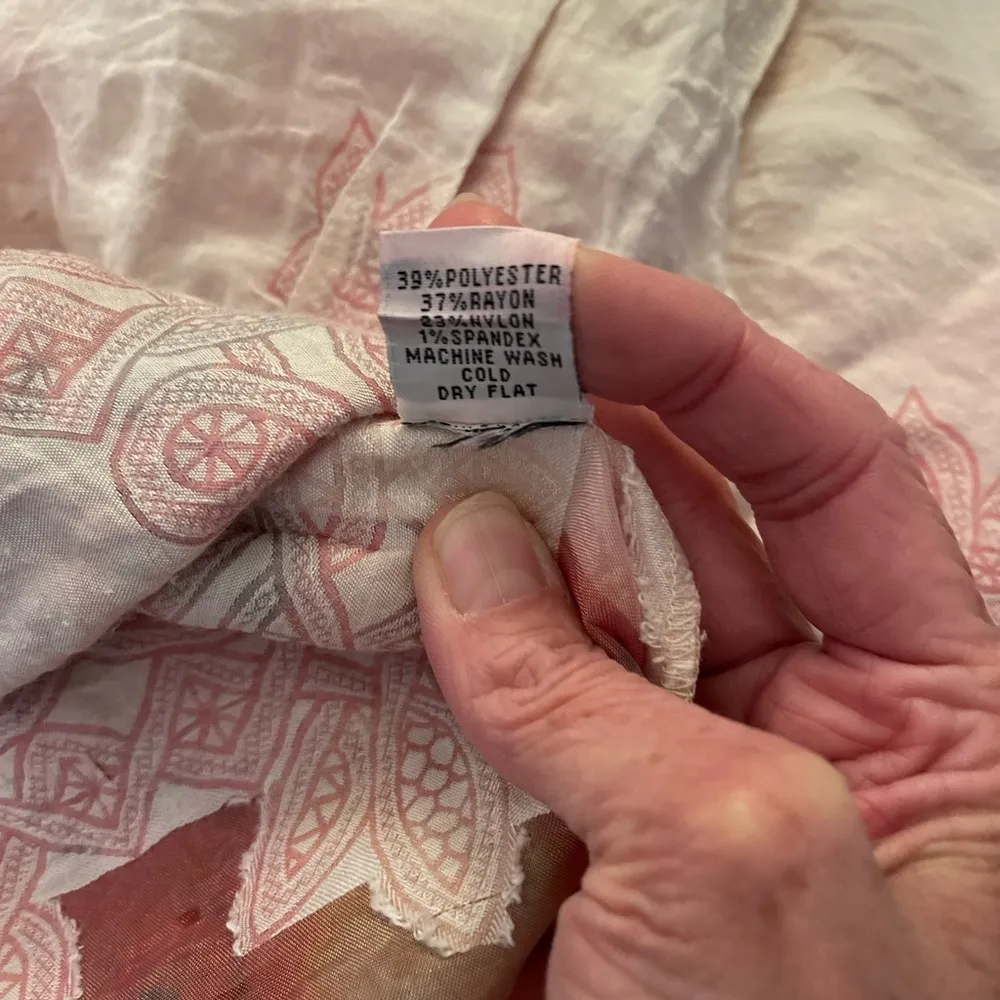 39%POLYESTER
37%RAYON
23%NYLON
1%SPANDEX
MACHINE WASH
COLD
DRY FLAT